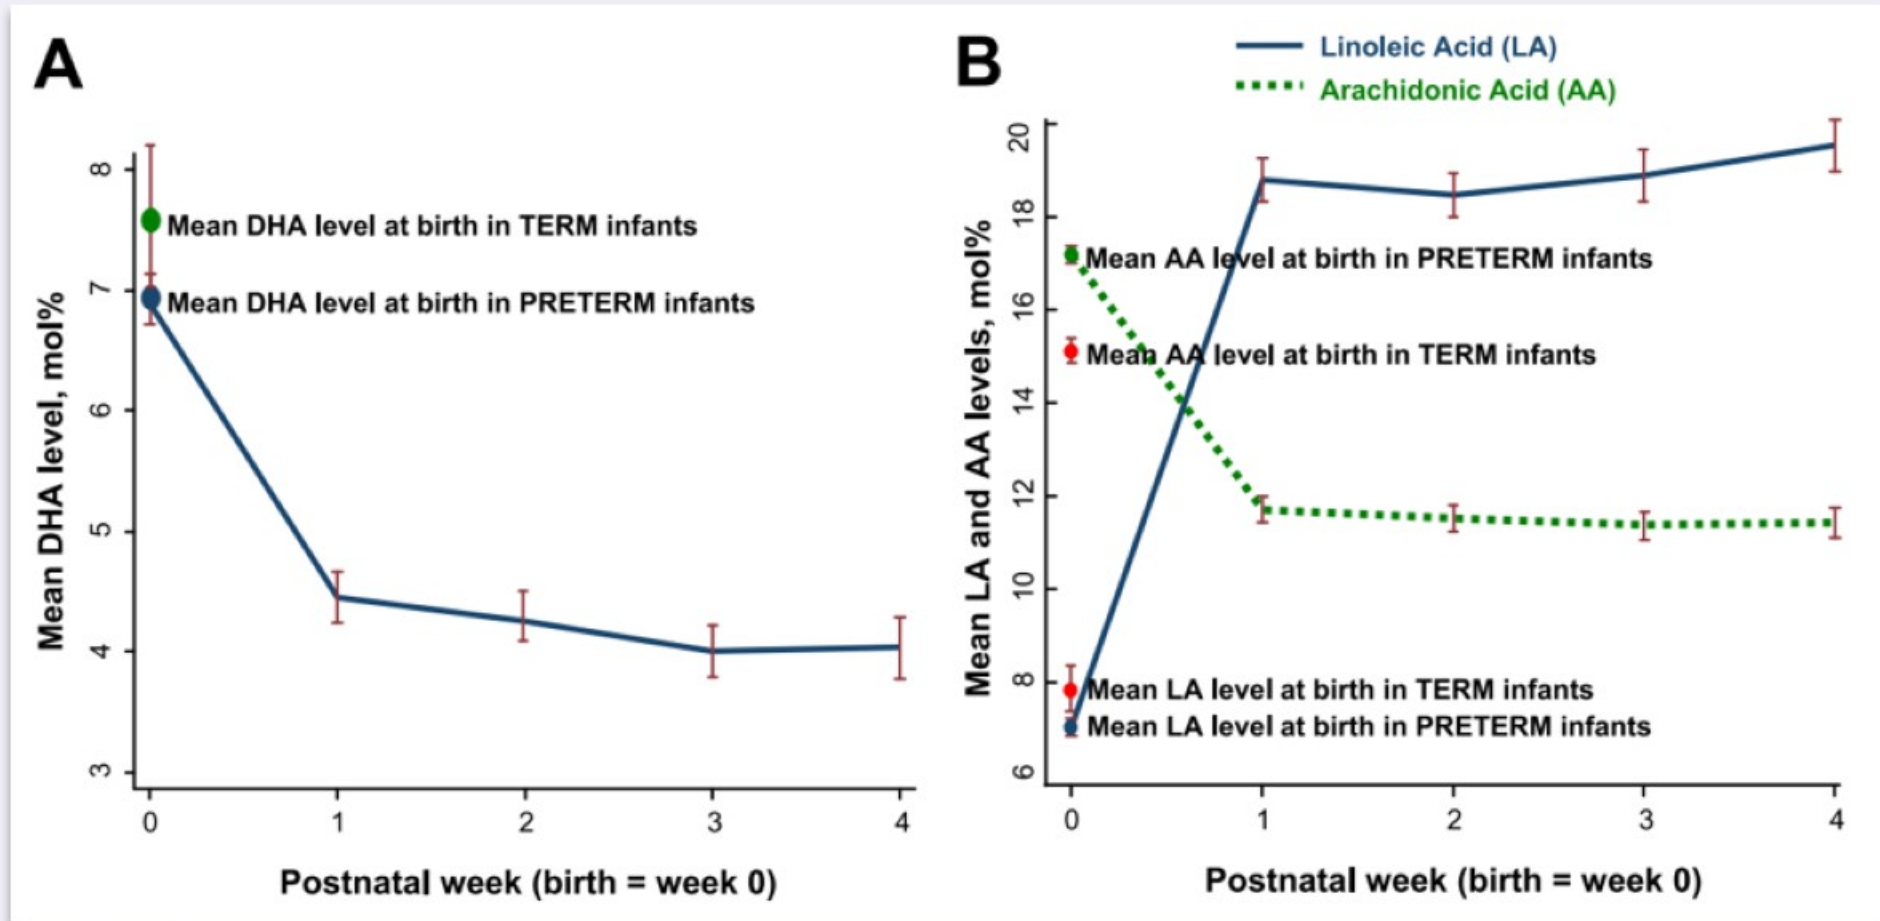 A
Mean DHA level, mol%
8
7
6
5
4
3
Mean DHA level at birth in TERM infants
Mean DHA level at birth in PRETERM infants
0 1 2 3 4
Postnatal week (birth = week 0)
B
Linoleic Acid (LA)
Arachidonic Acid (AA)
Mean LA and AA levels, mol%
20
18
16
14
12
10
8
6
Mean AA level at birth in PRETERM infants
Mean AA level at birth in TERM infants
Mean LA level at birth in TERM infants
Mean LA level at birth in PRETERM infants
0 1 2 3 4
Postnatal week (birth = week 0)